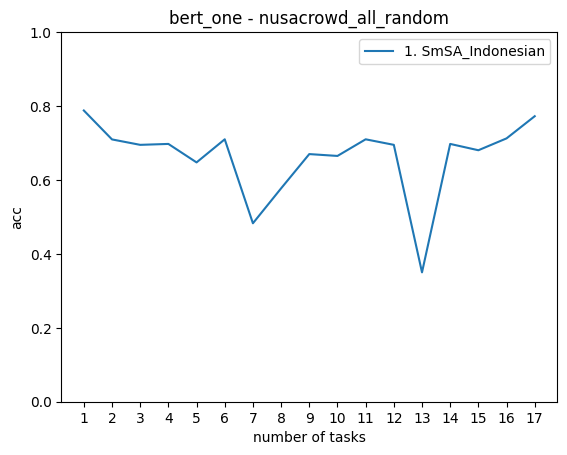 bert_one - nusacrowd_all_random
1. SmSA_Indonesian
1.0
0.8
0.6
0.4
0.2
0.0
acc
1 2 3 4 5 6 7 8 9 10 11 12 13 14 15 16 17
number of tasks